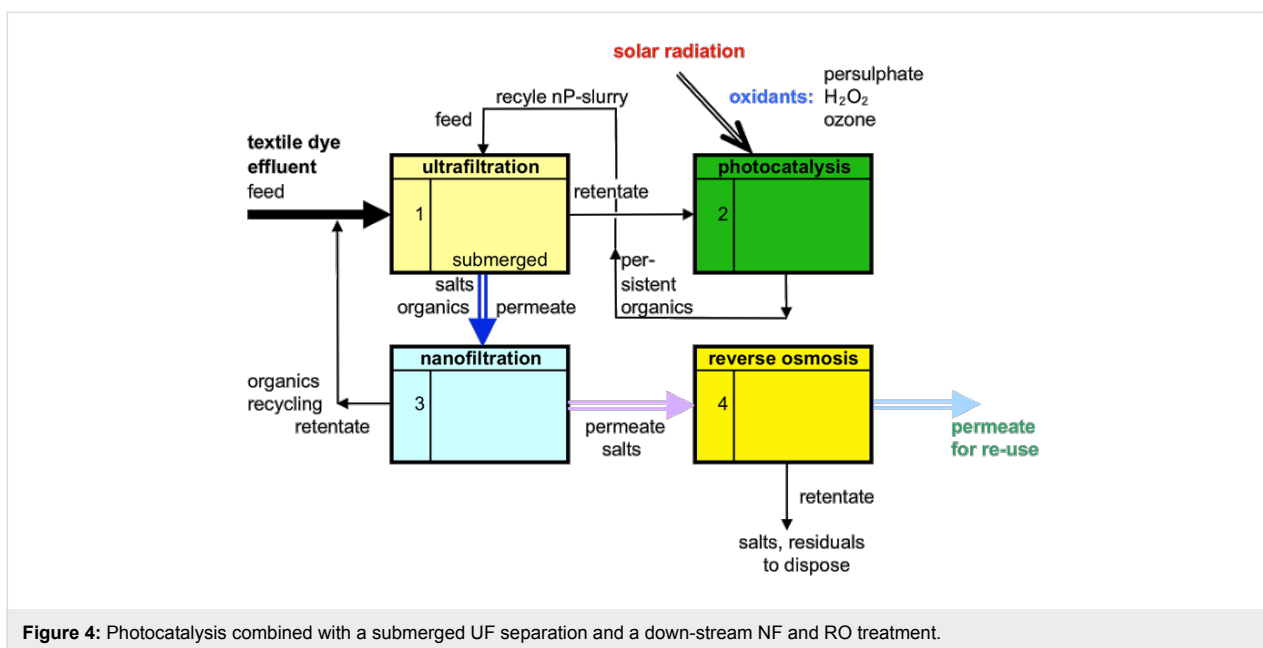 solar radiation
persulphate
oxidants: H₂O₂
ozone
recyle nP-slurry
feed
textile dye
effluent
feed
ultrafiltration
1
submerged
retentate
photocatalysis
2
per-
sistent
organics
salts
organics
permeate
nanofiltration
3
organics
recycling
retentate
permeate
salts
reverse osmosis
4
permeate
for re-use
retentate
salts, residuals
to dispose
Figure 4: Photocatalysis combined with a submerged UF separation and a down-stream NF and RO treatment.